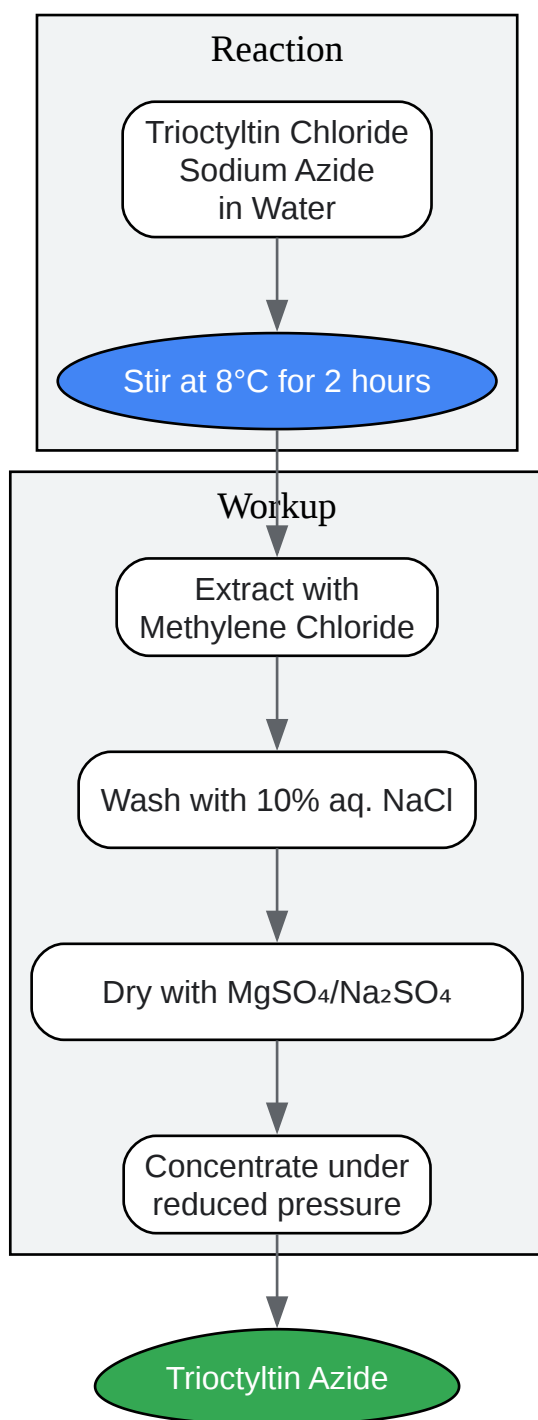 Reaction
Trioctyltin Chloride
Sodium Azide
in Water
Stir at 8°C for 2 hours
Workup
Extract with
Methylene Chloride
Wash with 10% aq. NaCl
Dry with MgSO₄/Na₂SO₄
Concentrate under
reduced pressure
Trioctyltin Azide